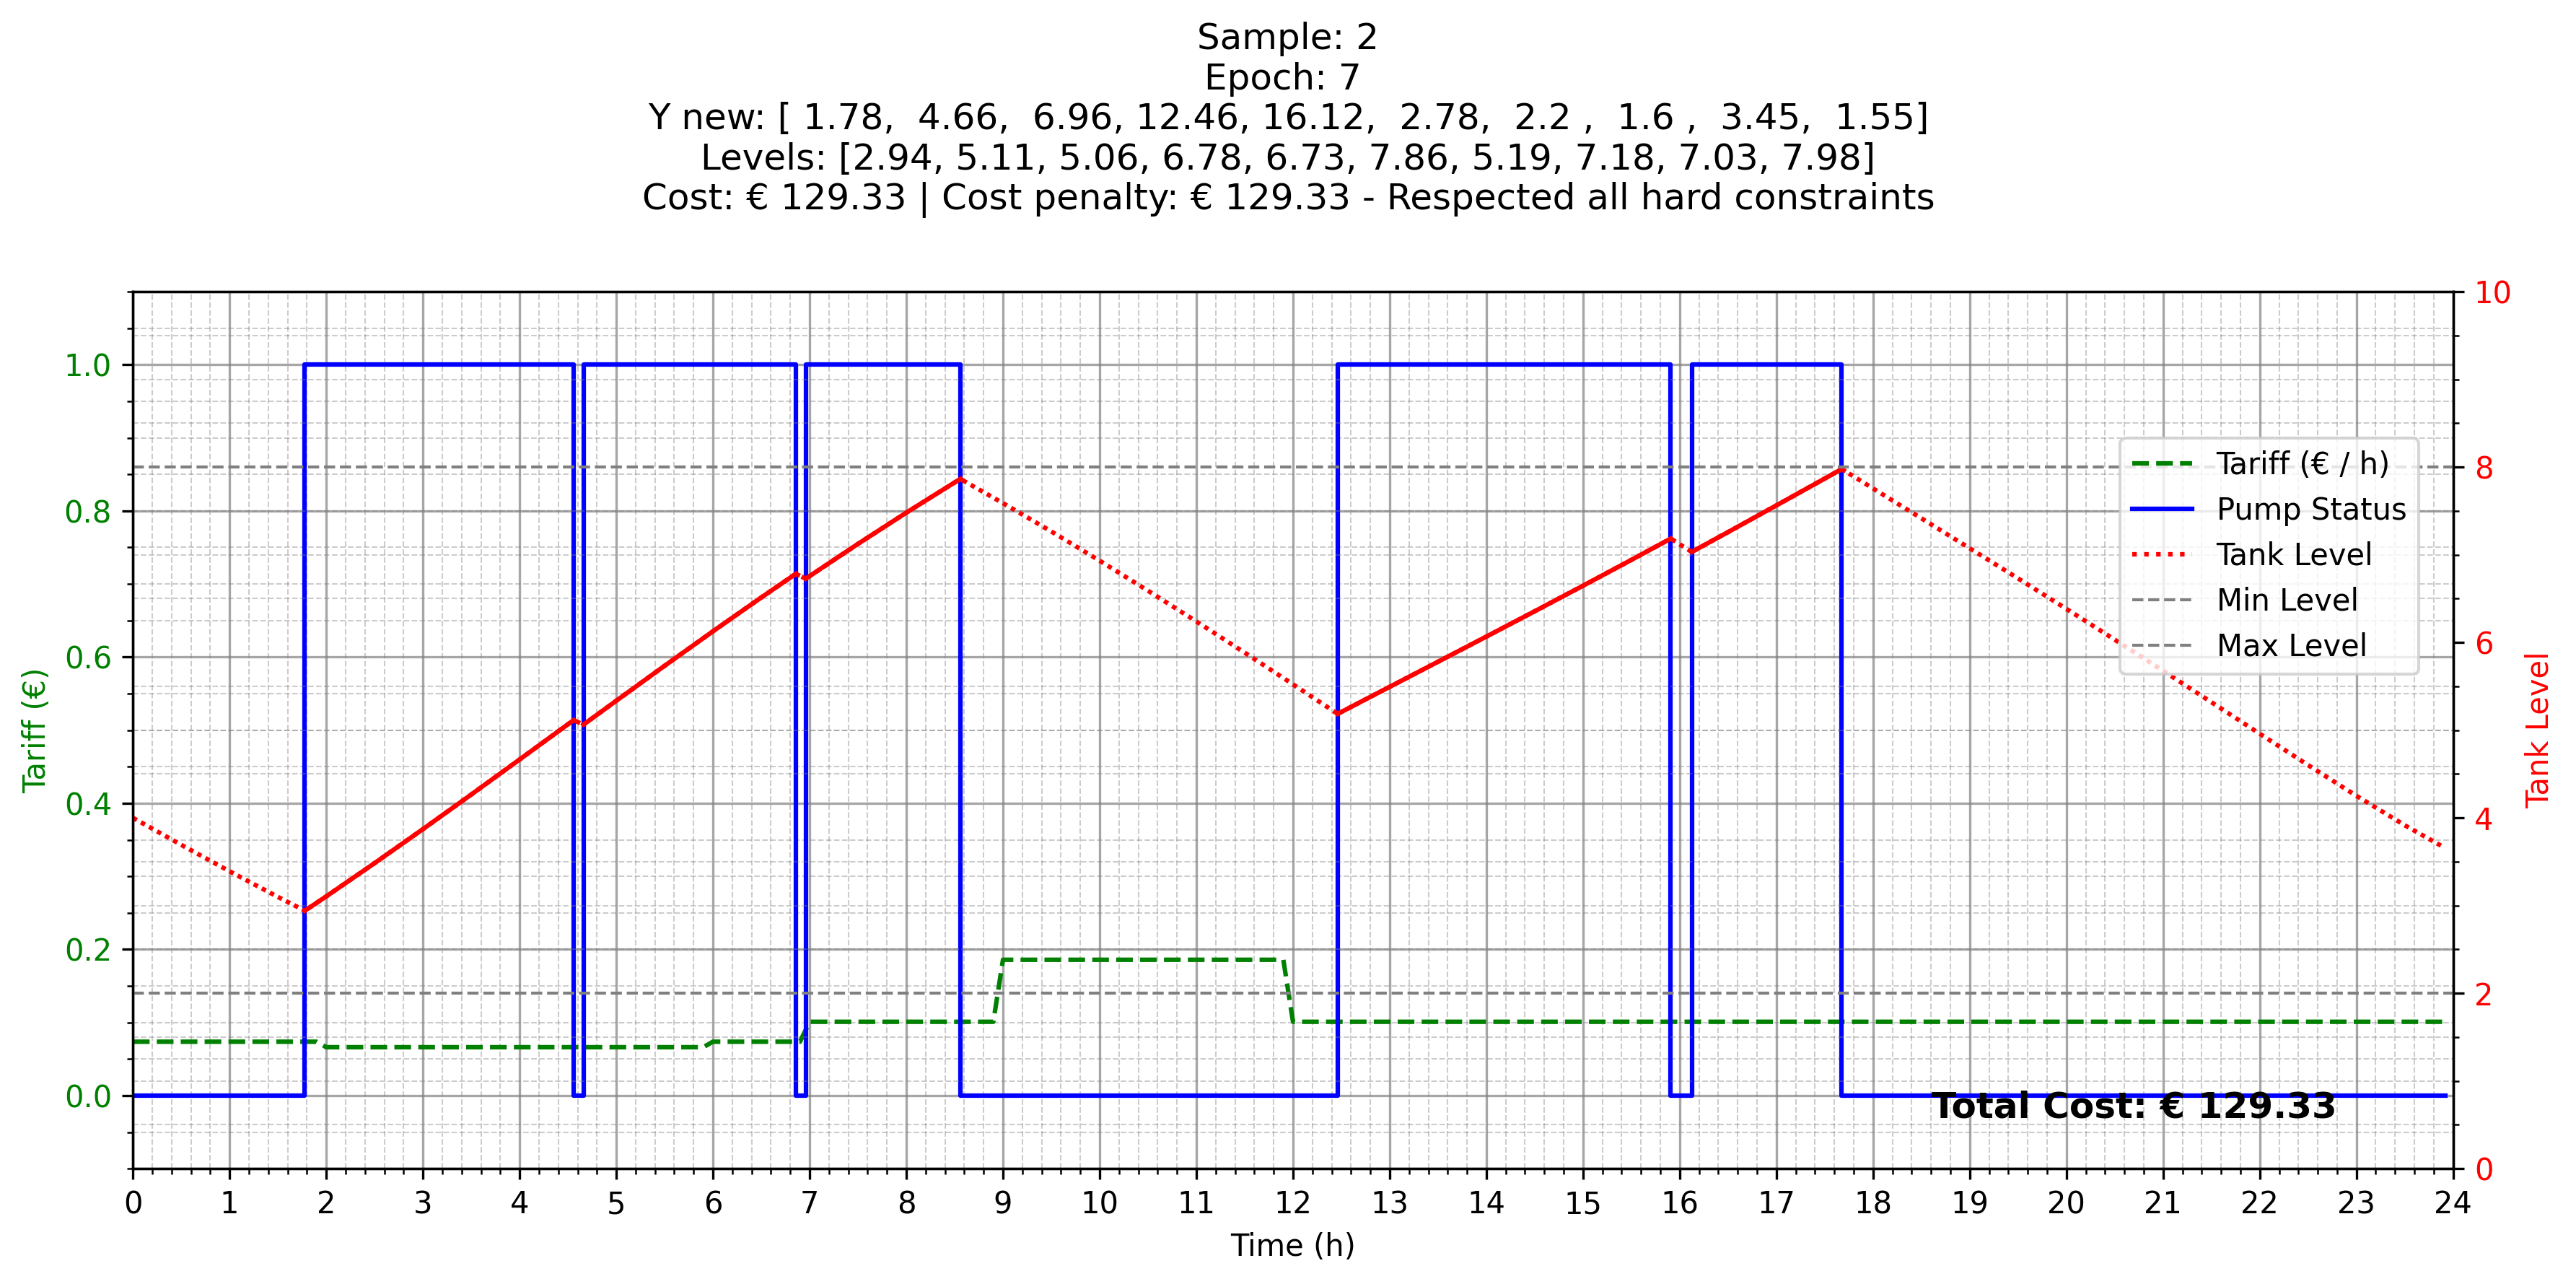 Sample: 2
Epoch: 7
Y new: [ 1.78,  4.66,  6.96, 12.46, 16.12,  2.78,  2.2 ,  1.6 ,  3.45,  1.55]
Levels: [2.94, 5.11, 5.06, 6.78, 6.73, 7.86, 5.19, 7.18, 7.03, 7.98]
Cost: € 129.33 | Cost penalty: € 129.33 - Respected all hard constraints
1.0
0.8
0.6
0.4
0.2
0.0
Tariff (€)
10
8
6
4
2
0
Tank Level
Tariff (€ / h)
Pump Status
Tank Level
Min Level
Max Level
Total Cost: € 129.33
0 1 2 3 4 5 6 7 8 9 10 11 12 13 14 15 16 17 18 19 20 21 22 23 24
Time (h)